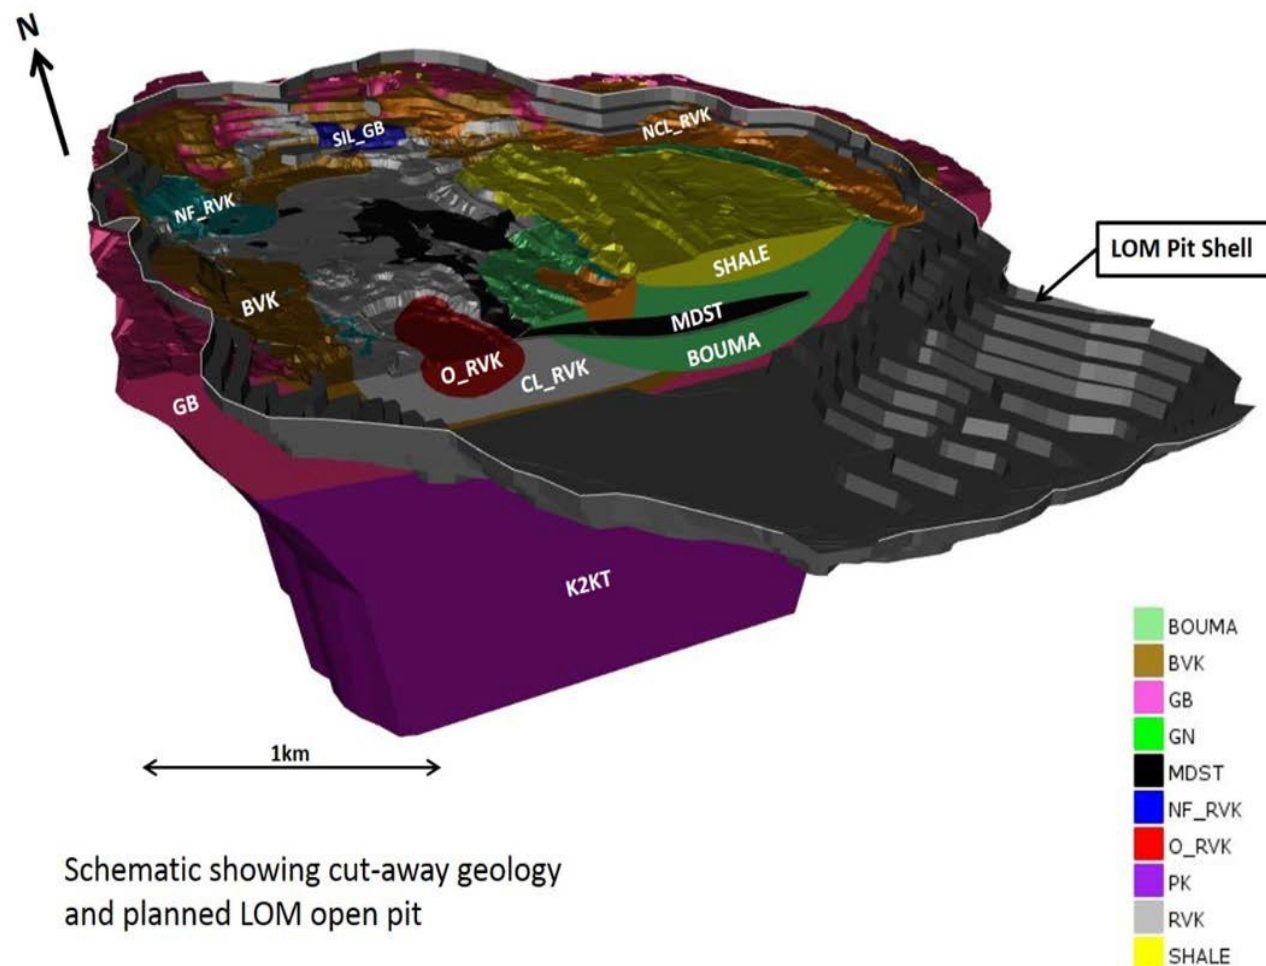 N
SIL_GB
NCL_RVK
NF_RVK
LOM Pit Shell
SHALE
BVK
MDST
BOUMA
O_RVK
CL_RVK
GB
K2KT
1km
BOUMA
BVK
GB
GN
MDST
NF_RVK
O_RVK
PK
RVK
SHALE
Schematic showing cut-away geology
and planned LOM open pit